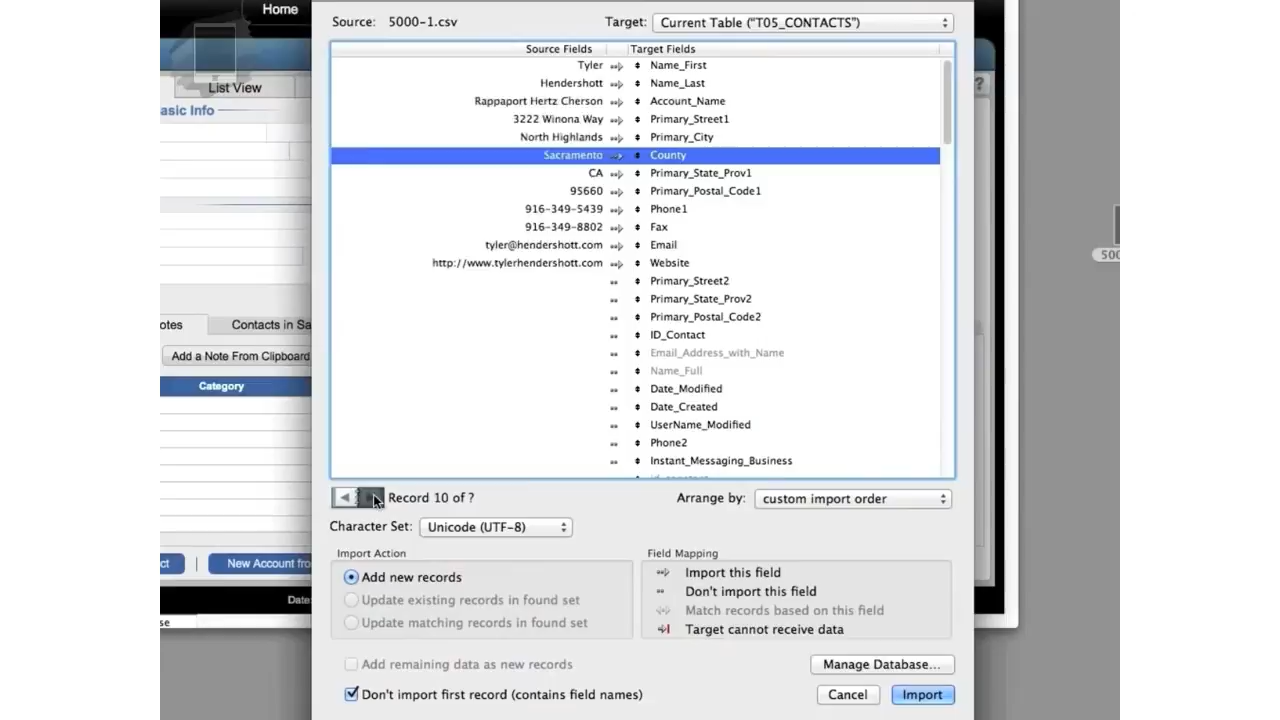 Home
Source: 5000-1.csv Target: Current Table ("T05_CONTACTS")
Source Fields Target Fields
Tyler Name_First
Hendershott Name_Last
List View ?
Rappaport Hertz Cherson Account_Name
asic Info
3222 Winona Way Primary_Street1
North Highlands Primary_City
Sacramento County
CA Primary_State_Prov1
95660 Primary_Postal_Code1
916-349-5439 Phone1
916-349-8802 Fax
tyler@hendershott.com Email
500
http://www.tylerhendershott.com Website
Primary_Street2
Primary_State_Prov2
Primary_Postal_Code2
otes Contacts in Sa
ID_Contact
Add a Note From Clipboard Email_Address_with_Name
Name_Full
Category Date_Modified
Date_Created
UserName_Modified
Phone2
Instant_Messaging_Business
Record 10 of ? Arrange by: custom import order
Character Set: Unicode (UTF-8)
Import Action Field Mapping
ct | New Account fro
Add new records Import this field
Update existing records in found set Don't import this field
Date: Match records based on this field
se Update matching records in found set Target cannot receive data
Add remaining data as new records Manage Database...
Don't import first record (contains field names) Cancel Import